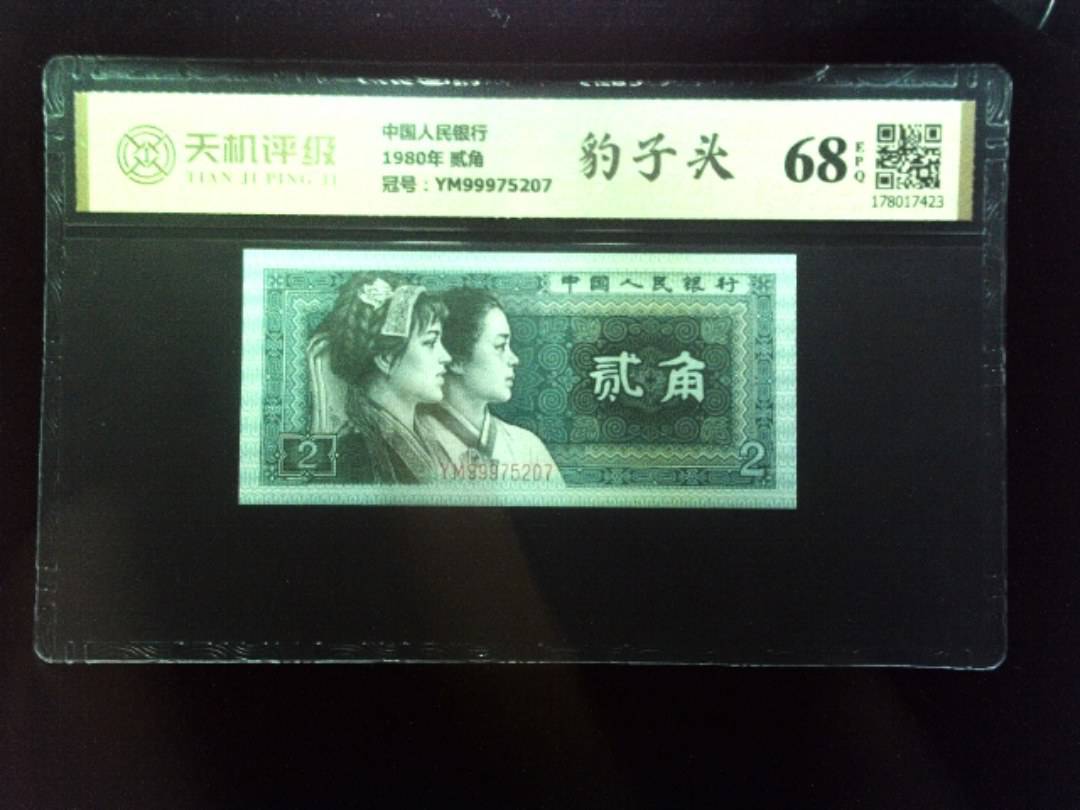 天机评级
TIAN JI PING JI
中国人民银行
1980年 贰角
冠号：YM99975207
豹子头
68
EPQ
178017423
中国人民银行
贰角
2
YM99975207
2